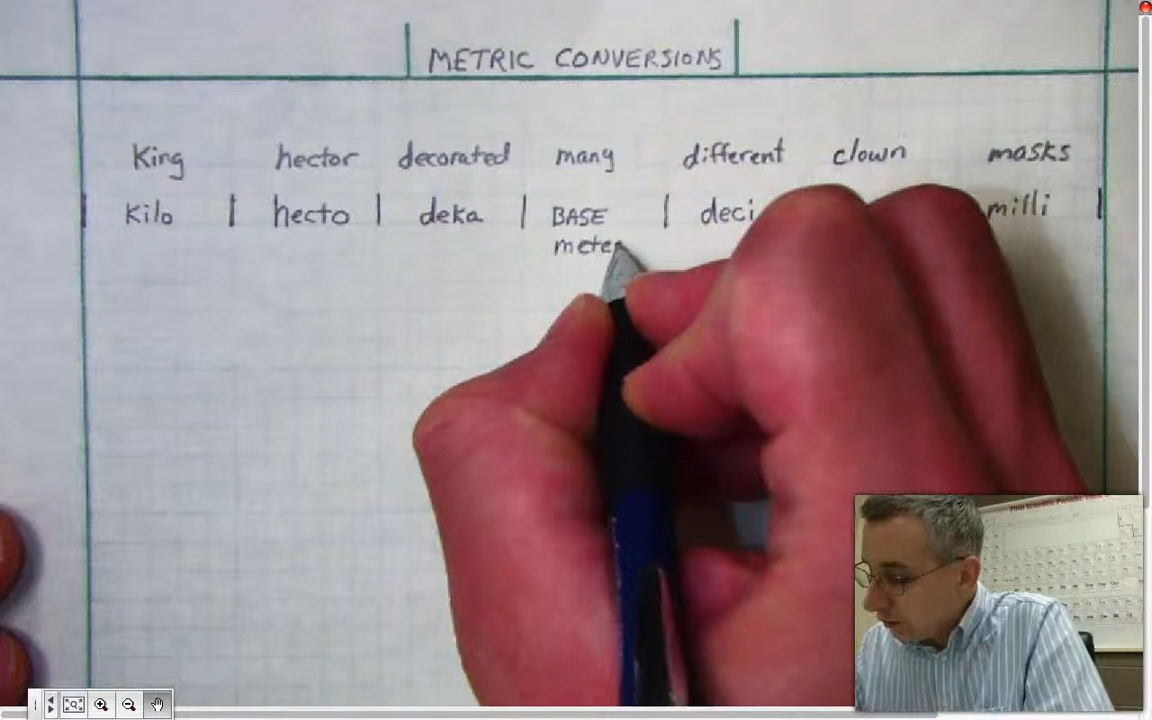 METRIC CONVERSIONS
King hector decorated many different clown masks
Kilo | hecto | deka | BASE | deci milli |
meter